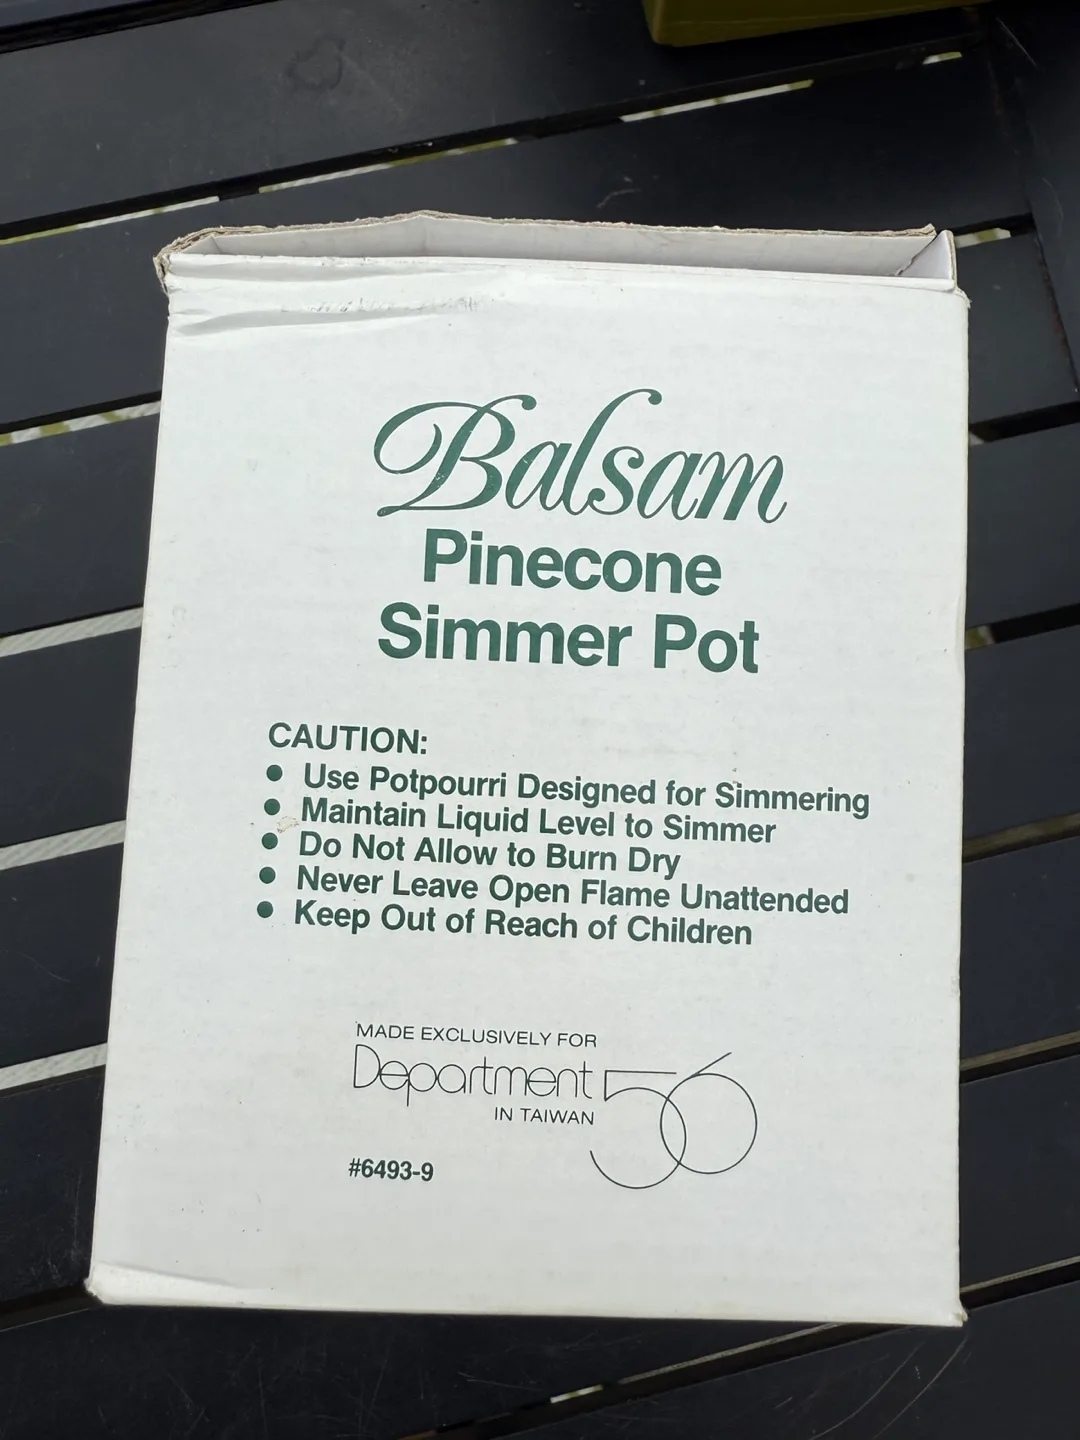 Balsam
Pinecone
Simmer Pot
CAUTION:
● Use Potpourri Designed for Simmering
● Maintain Liquid Level to Simmer
● Do Not Allow to Burn Dry
● Never Leave Open Flame Unattended
● Keep Out of Reach of Children
MADE EXCLUSIVELY FOR
Department 56
IN TAIWAN
#6493-9